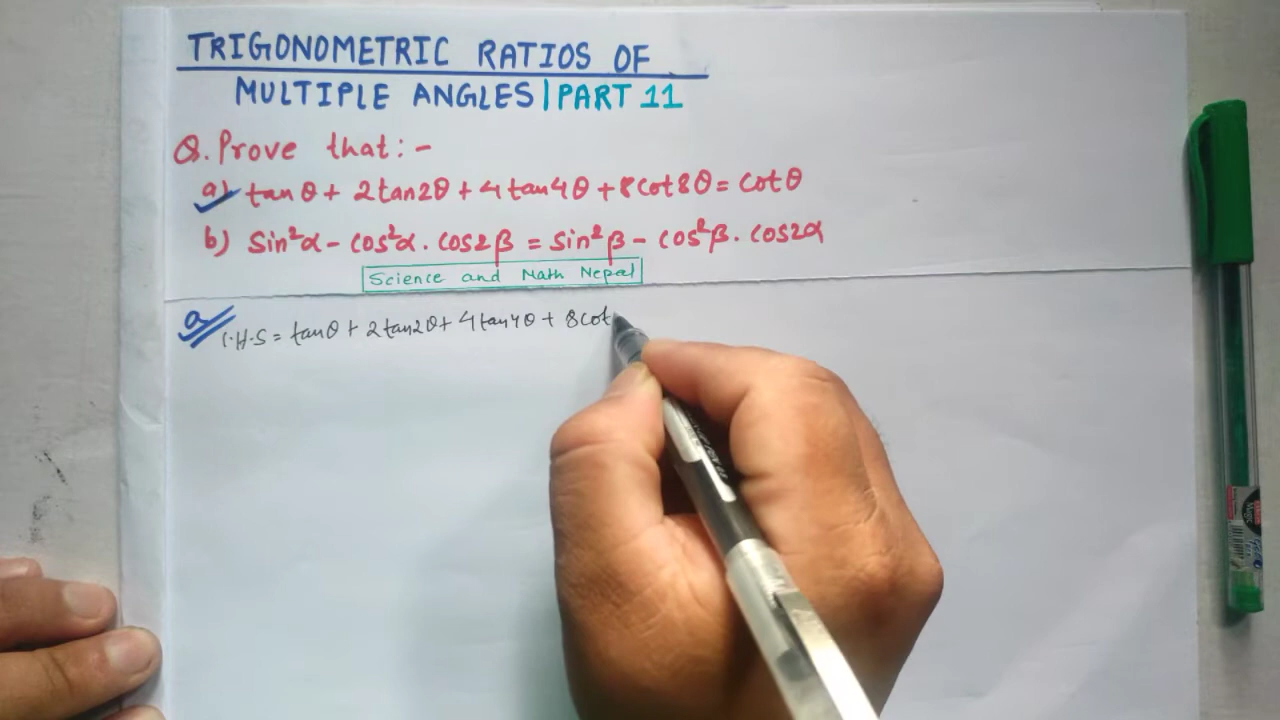 TRIGONOMETRIC RATIOS OF
MULTIPLE ANGLES | PART 11
Q. Prove that :-
a) tanθ + 2tan2θ + 4tan4θ + 8cot8θ = cotθ
b) Sin²α - cos²α . cos2β = sin²β - cos²β . cos2α
Science and Math Nepal
a L.H.S = tanθ + 2tan2θ + 4tan4θ + 8cot